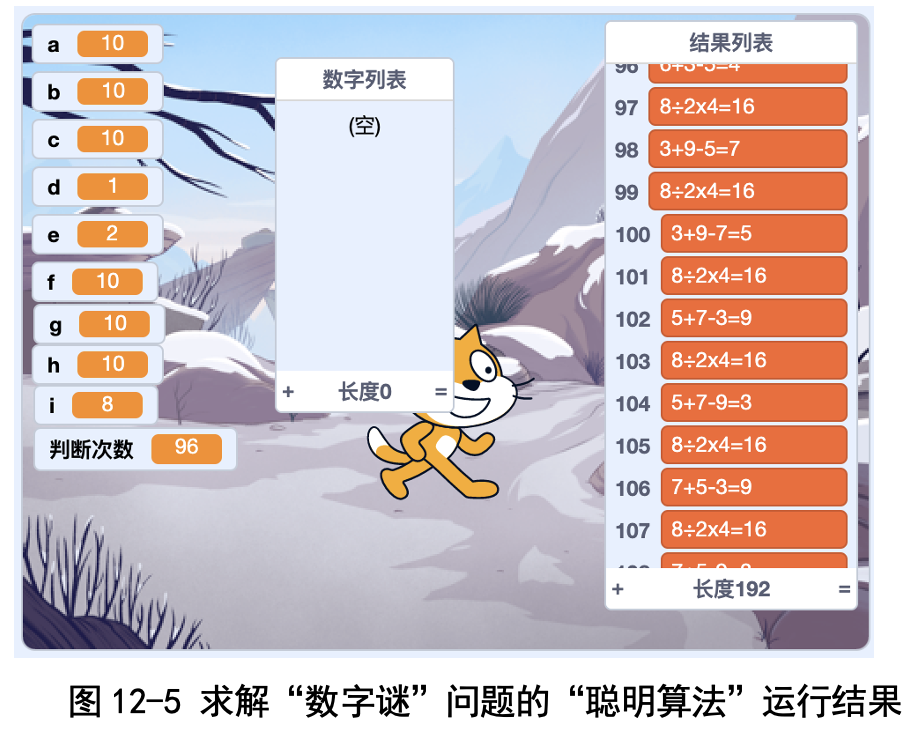 a 10
b 10
c 10
d 1
e 2
f 10
g 10
h 10
i 8
判断次数 96
数字列表
(空)
+ 长度0 =
结果列表
96 6+3-5=4
97 8÷2x4=16
98 3+9-5=7
99 8÷2x4=16
100 3+9-7=5
101 8÷2x4=16
102 5+7-3=9
103 8÷2x4=16
104 5+7-9=3
105 8÷2x4=16
106 7+5-3=9
107 8÷2x4=16
+ 长度192 =
图 12-5 求解“数字谜”问题的“聪明算法”运行结果